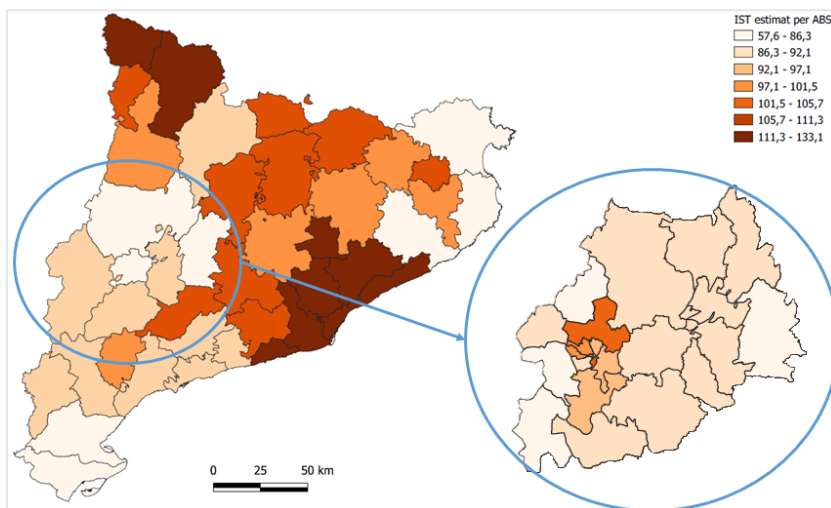 IST estimat per ABS
57,6 - 86,3
86,3 - 92,1
92,1 - 97,1
97,1 - 101,5
101,5 - 105,7
105,7 - 111,3
111,3 - 133,1
0 25 50 km